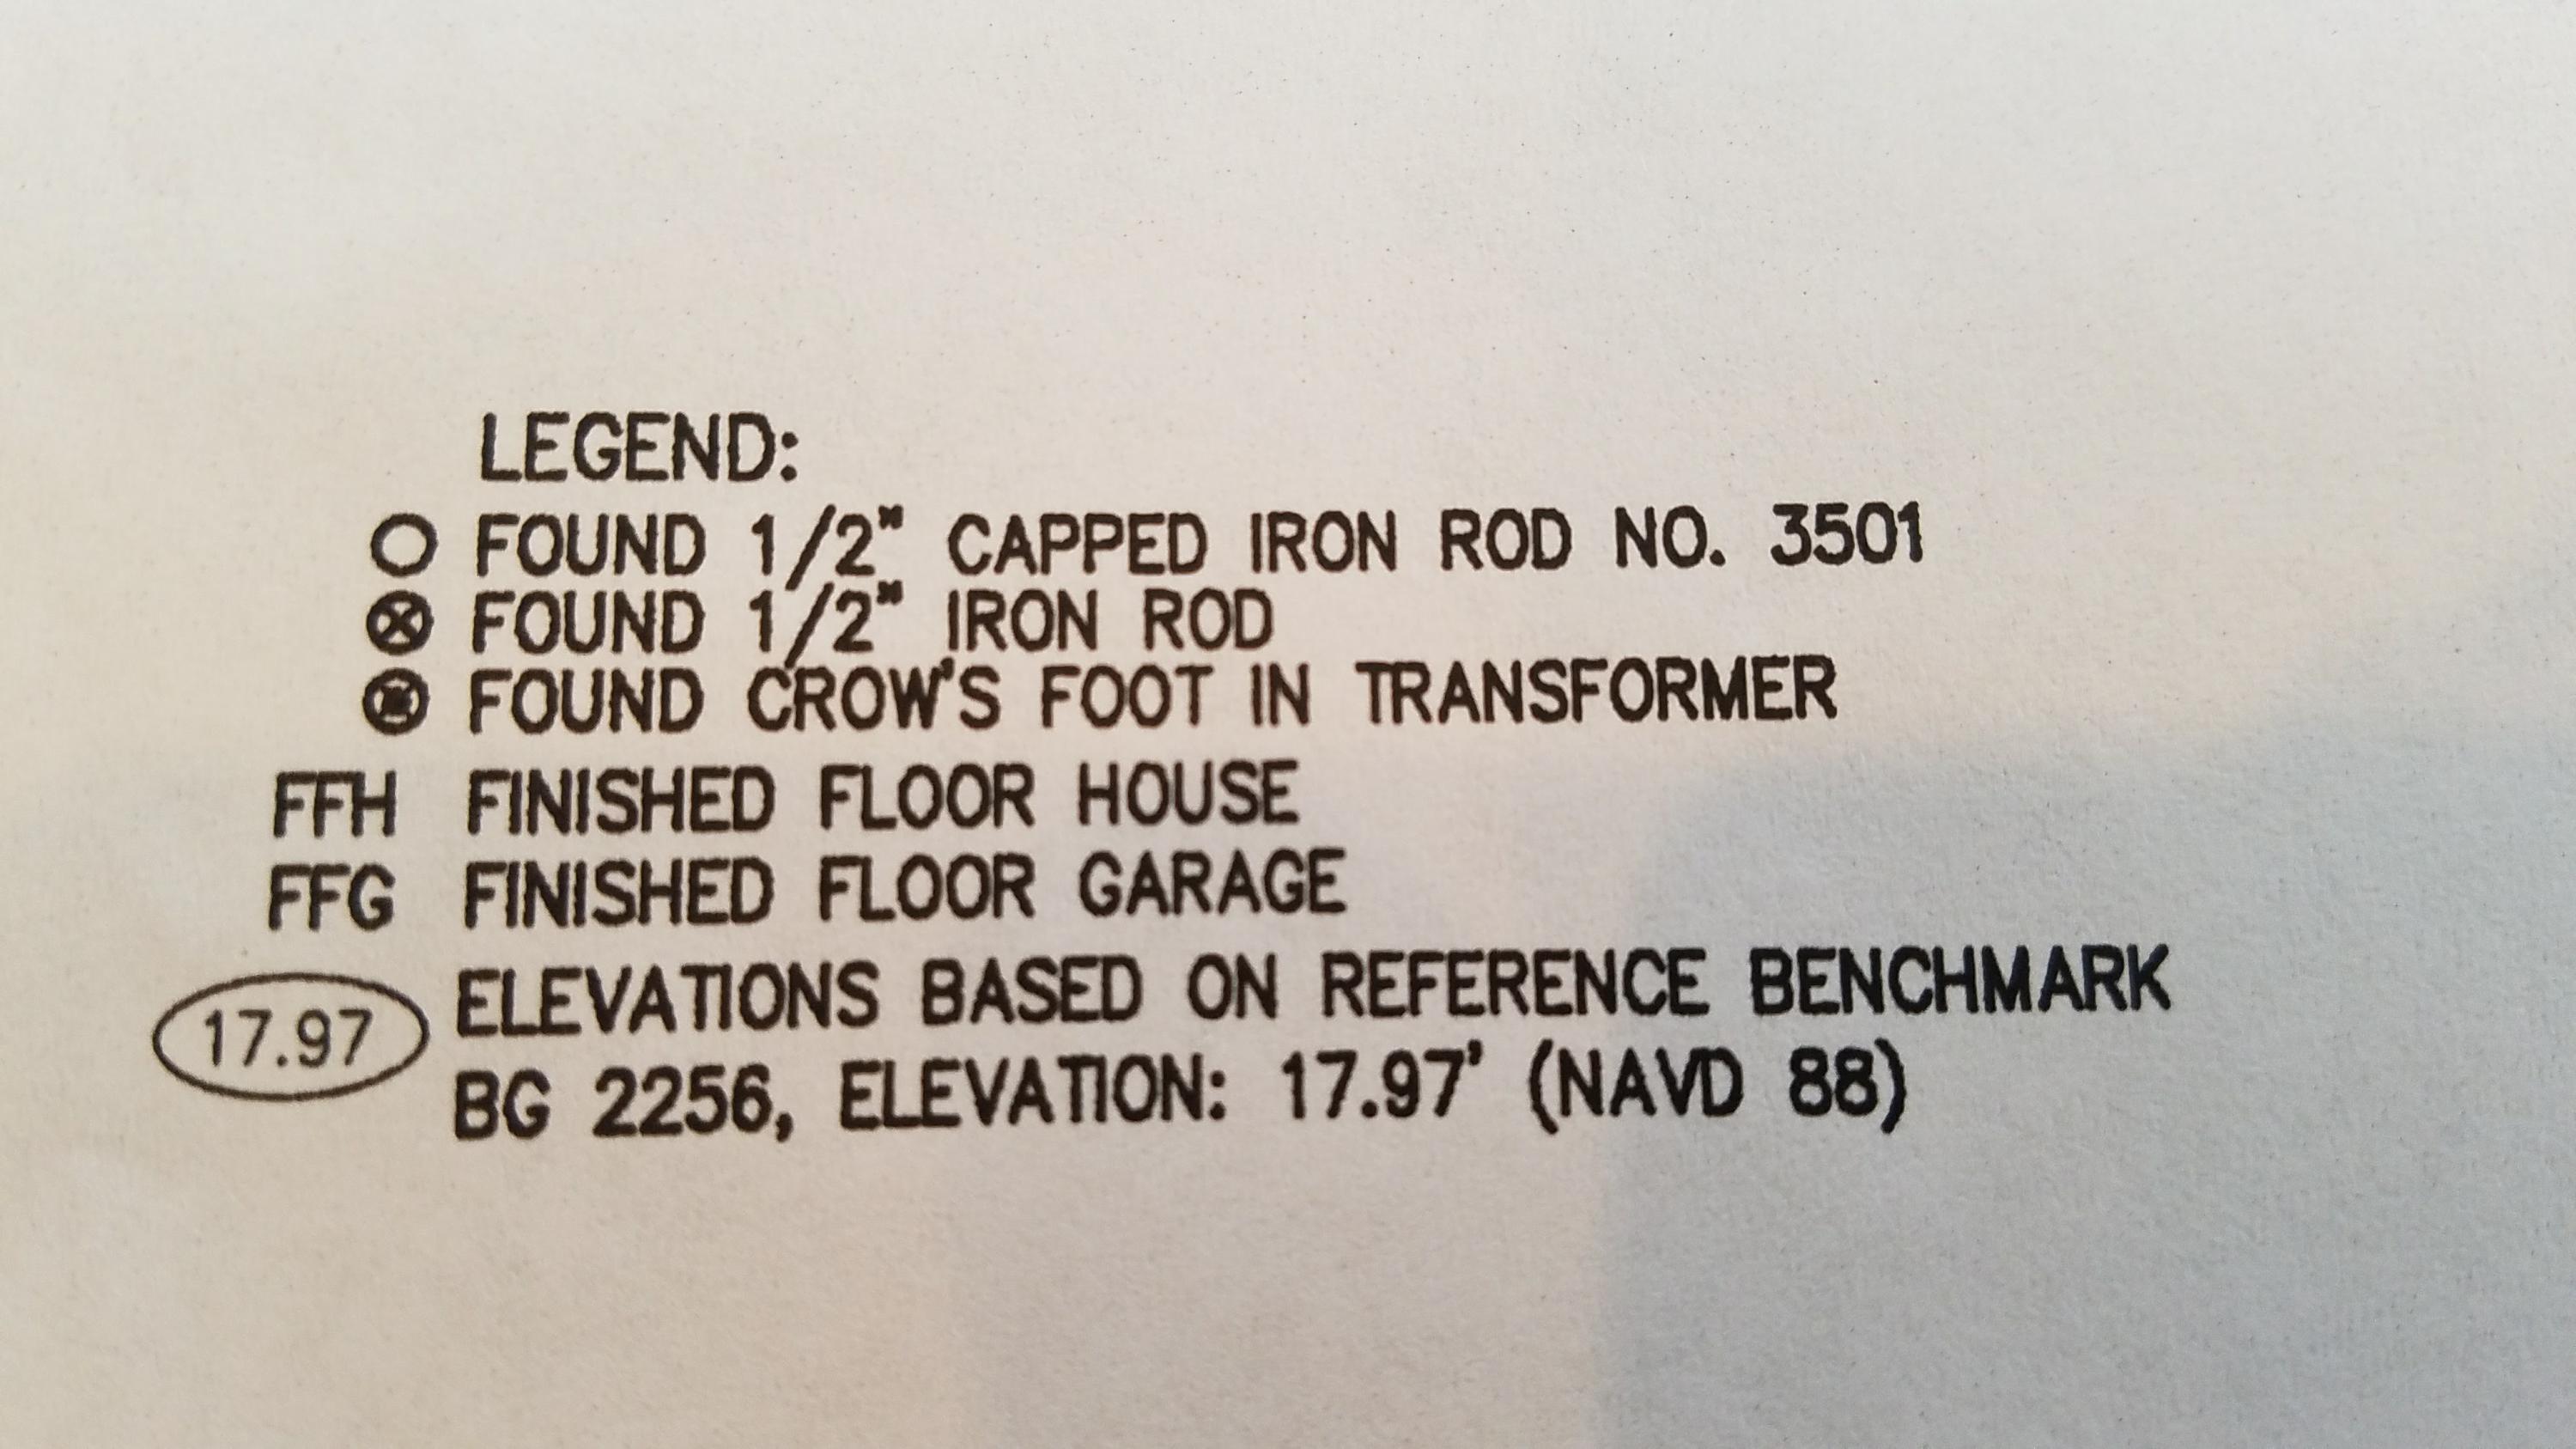 LEGEND:
FOUND 1/2" CAPPED IRON ROD NO. 3501
FOUND 1/2" IRON ROD
FOUND CROW'S FOOT IN TRANSFORMER
FFH FINISHED FLOOR HOUSE
FFG FINISHED FLOOR GARAGE
17.97 ELEVATIONS BASED ON REFERENCE BENCHMARK
BG 2256, ELEVATION: 17.97' (NAVD 88)